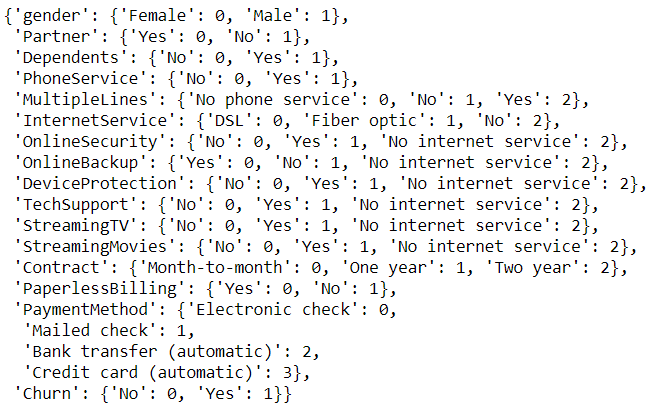 {'gender': {'Female': 0, 'Male': 1},
 'Partner': {'Yes': 0, 'No': 1},
 'Dependents': {'No': 0, 'Yes': 1},
 'PhoneService': {'No': 0, 'Yes': 1},
 'MultipleLines': {'No phone service': 0, 'No': 1, 'Yes': 2},
 'InternetService': {'DSL': 0, 'Fiber optic': 1, 'No': 2},
 'OnlineSecurity': {'No': 0, 'Yes': 1, 'No internet service': 2},
 'OnlineBackup': {'Yes': 0, 'No': 1, 'No internet service': 2},
 'DeviceProtection': {'No': 0, 'Yes': 1, 'No internet service': 2},
 'TechSupport': {'No': 0, 'Yes': 1, 'No internet service': 2},
 'StreamingTV': {'No': 0, 'Yes': 1, 'No internet service': 2},
 'StreamingMovies': {'No': 0, 'Yes': 1, 'No internet service': 2},
 'Contract': {'Month-to-month': 0, 'One year': 1, 'Two year': 2},
 'PaperlessBilling': {'Yes': 0, 'No': 1},
 'PaymentMethod': {'Electronic check': 0,
  'Mailed check': 1,
  'Bank transfer (automatic)': 2,
  'Credit card (automatic)': 3},
 'Churn': {'No': 0, 'Yes': 1}}